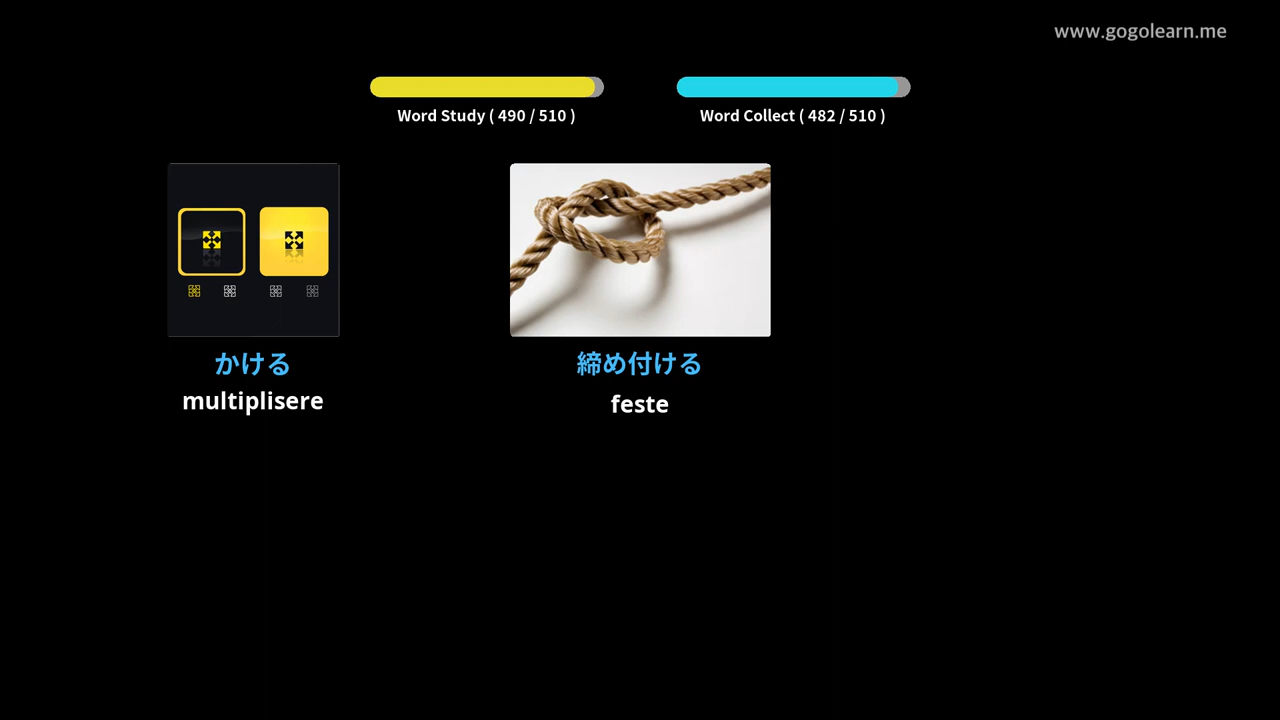 www.gogolearn.me
Word Study ( 490 / 510 )
Word Collect ( 482 / 510 )
かける
multiplisere
締め付ける
feste